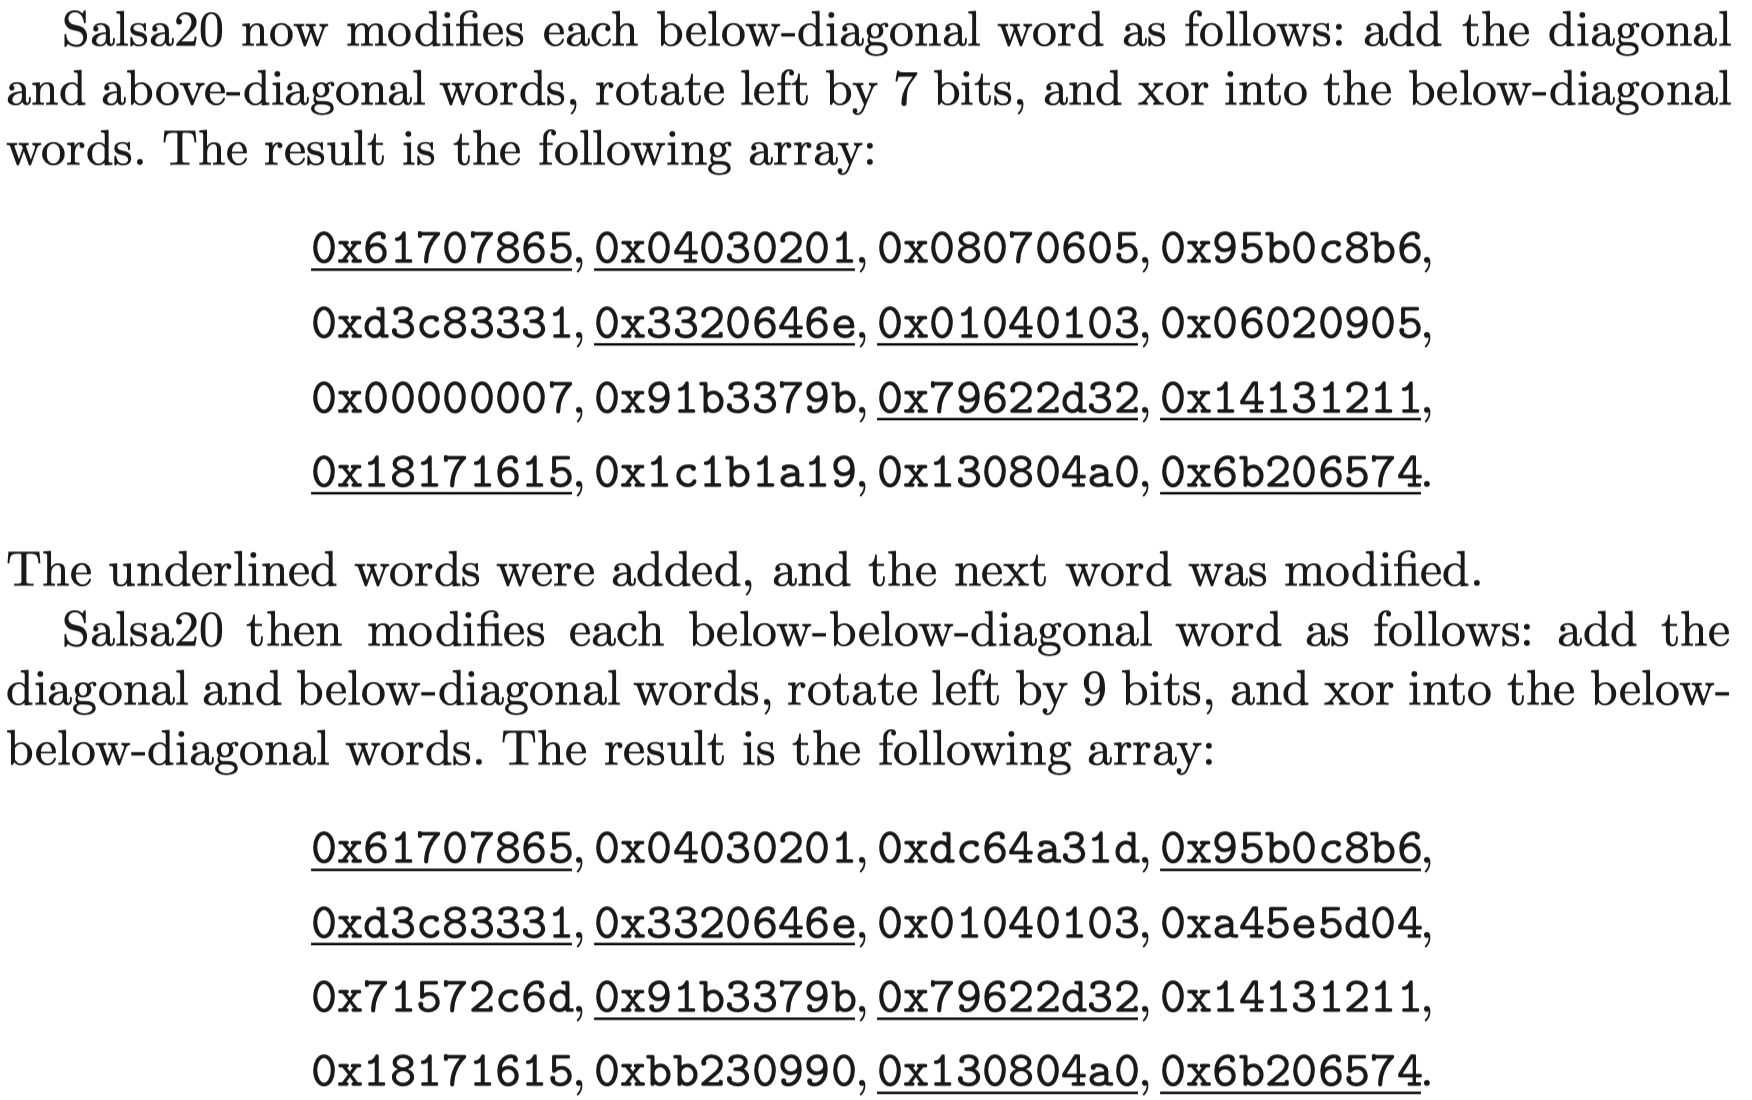 Salsa20 now modifies each below-diagonal word as follows: add the diagonal
and above-diagonal words, rotate left by 7 bits, and xor into the below-diagonal
words. The result is the following array:
0x61707865, 0x04030201, 0x08070605, 0x95b0c8b6,
0xd3c83331, 0x3320646e, 0x01040103, 0x06020905,
0x00000007, 0x91b3379b, 0x79622d32, 0x14131211,
0x18171615, 0x1c1b1a19, 0x130804a0, 0x6b206574.
The underlined words were added, and the next word was modified.
Salsa20 then modifies each below-below-diagonal word as follows: add the
diagonal and below-diagonal words, rotate left by 9 bits, and xor into the below-
below-diagonal words. The result is the following array:
0x61707865, 0x04030201, 0xdc64a31d, 0x95b0c8b6,
0xd3c83331, 0x3320646e, 0x01040103, 0xa45e5d04,
0x71572c6d, 0x91b3379b, 0x79622d32, 0x14131211,
0x18171615, 0xbb230990, 0x130804a0, 0x6b206574.